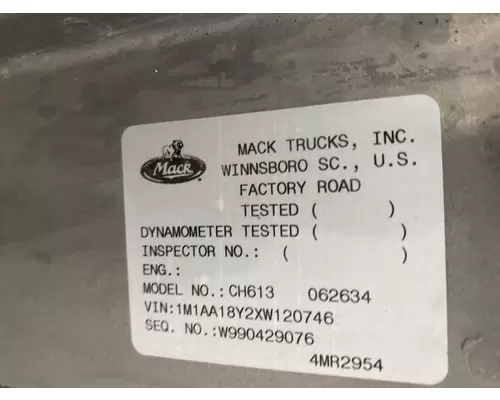 Mack
MACK TRUCKS, INC.
WINNSBORO SC., U.S.
FACTORY ROAD
TESTED ( )
DYNAMOMETER TESTED ( )
INSPECTOR NO.: ( )
ENG.:
MODEL NO.:CH613 062634
VIN:1M1AA18Y2XW120746
SEQ. NO.:W990429076
4MR2954